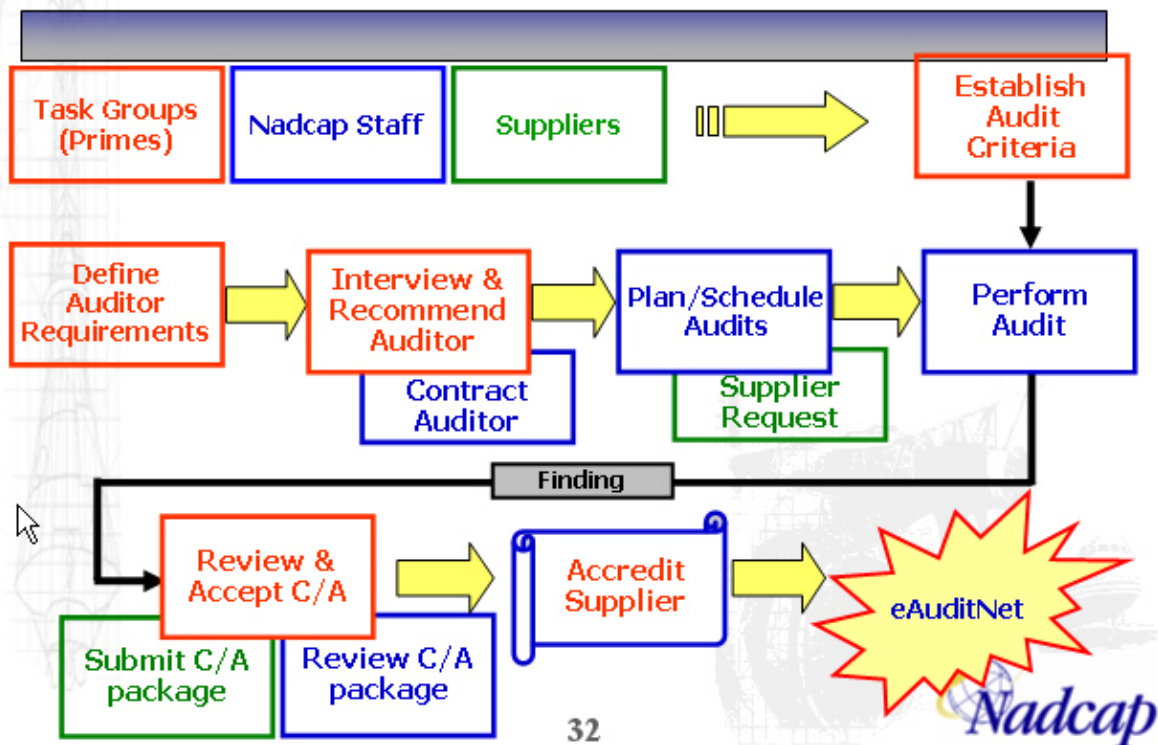 Task Groups
(Primes)
Nadcap Staff
Suppliers
Establish
Audit
Criteria
Define
Auditor
Requirements
Interview &
Recommend
Auditor
Contract
Auditor
Plan/Schedule
Audits
Supplier
Request
Perform
Audit
Finding
Review &
Accept C/A
Submit C/A
package
Review C/A
package
Accredit
Supplier
eAuditNet
32
Nadcap